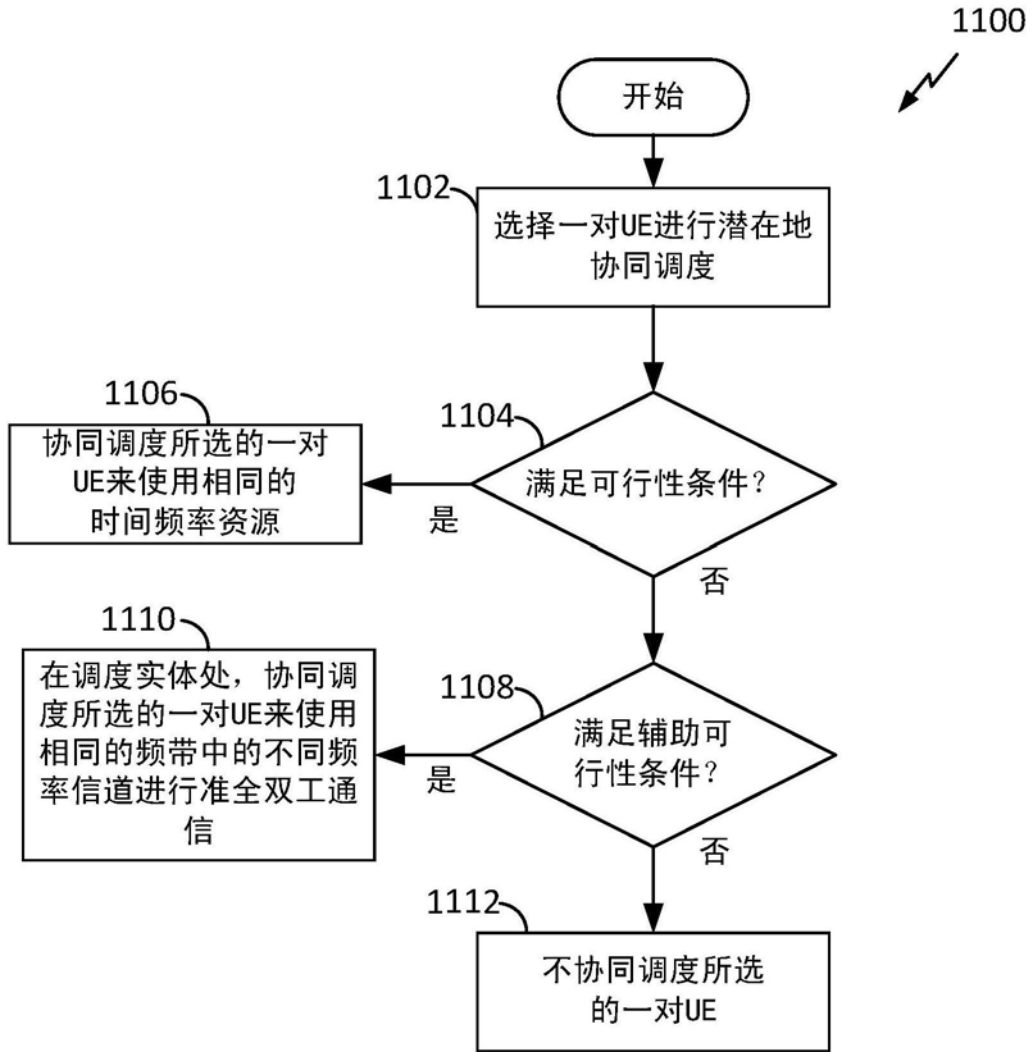 1100
开始
1102
选择一对UE进行潜在地
协同调度
1106
协同调度所选的一对
UE来使用相同的
时间频率资源
1104
满足可行性条件？
是
否
1110
在调度实体处，协同调
度所选的一对UE来使用
相同的频带中的不同频
率信道进行准全双工通
信
1108
满足辅助可
行性条件？
是
否
1112
不协同调度所选
的一对UE